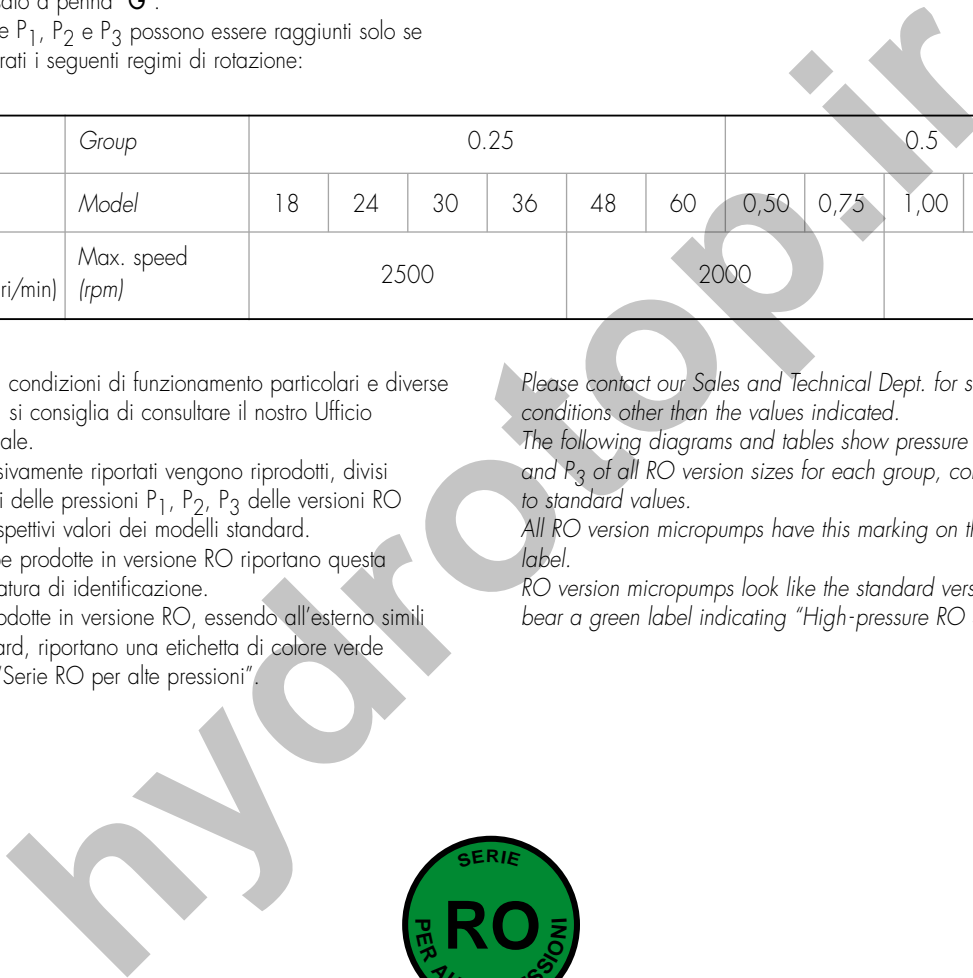 a penna "G".
e P1, P2 e P3 possono essere raggiunti solo se
i seguenti regimi di rotazione:
Group 0.25 0.5
Model 18 24 30 36 48 60 0,50 0,75 1,00
Max. speed
ri/min) (rpm) 2500 2000
condizioni di funzionamento particolari e diverse
si consiglia di consultare il nostro Ufficio
ale.
sivamente riportati vengono riprodotti, divisi
i delle pressioni P1, P2, P3 delle versioni RO
spettivi valori dei modelli standard.
e prodotte in versione RO riportano questa
atura di identificazione.
odotte in versione RO, essendo all'esterno simili
ard, riportano una etichetta di colore verde
"Serie RO per alte pressioni".
Please contact our Sales and Technical Dept. for s
conditions other than the values indicated.
The following diagrams and tables show pressure
and P3 of all RO version sizes for each group, co
to standard values.
All RO version micropumps have this marking on th
label.
RO version micropumps look like the standard vers
bear a green label indicating "High-pressure RO
SERIE
RO
PER
hydrotop.ir